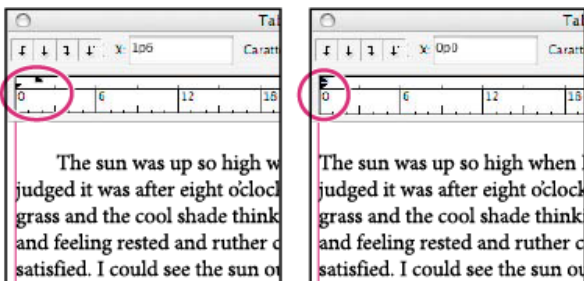 Ta
X: 1p6
Caratt
0 6 12 18
The sun was up so high w
judged it was after eight o'clock
grass and the cool shade think
and feeling rested and ruther c
satisfied. I could see the sun ou
Tal
X: 0p0
Caratt
0 6 12 18
The sun was up so high when
judged it was after eight o'clock
grass and the cool shade think
and feeling rested and ruther c
satisfied. I could see the sun ou